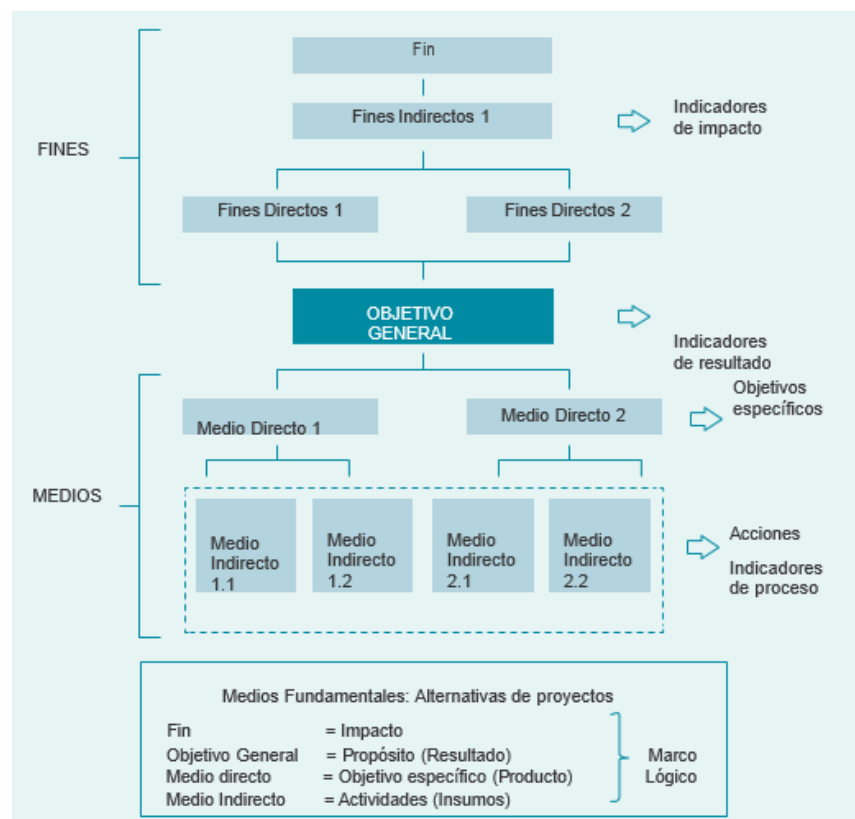 Fin
Fines Indirectos 1
Indicadores
de impacto
FINES
Fines Directos 1
Fines Directos 2
OBJETIVO
GENERAL
Indicadores
de resultado
Medio Directo 1
Medio Directo 2
Objetivos
específicos
MEDIOS
Medio
Indirecto
1.1
Medio
Indirecto
1.2
Medio
Indirecto
2.1
Medio
Indirecto
2.2
Acciones
Indicadores
de proceso
Medios Fundamentales: Alternativas de proyectos
Fin = Impacto
Objetivo General = Propósito (Resultado)
Medio directo = Objetivo específico (Producto)
Medio Indirecto = Actividades (Insumos)
Marco
Lógico